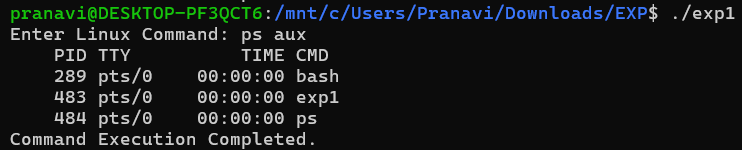 pranavi@DESKTOP-PF3QCT6:/mnt/c/Users/Pranavi/Downloads/EXP$ ./exp1
Enter Linux Command: ps aux
    PID TTY          TIME CMD
    289 pts/0    00:00:00 bash
    483 pts/0    00:00:00 exp1
    484 pts/0    00:00:00 ps
Command Execution Completed.